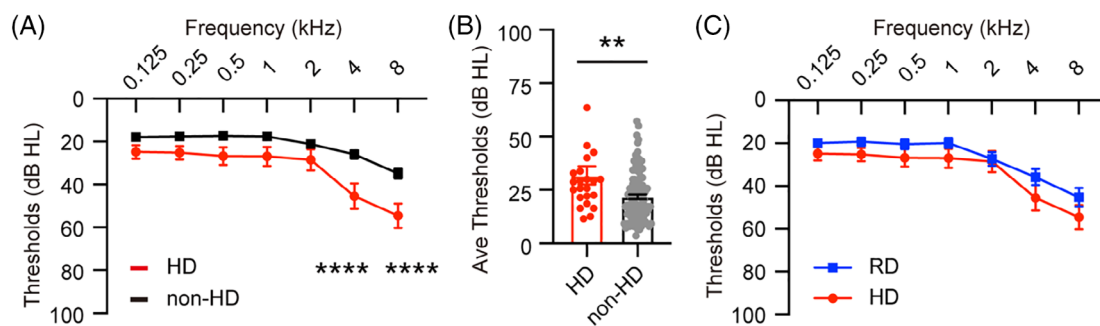 (A)
Frequency (kHz)
0.125 0.25 0.5 1 2 4 8
Thresholds (dB HL)
0
20
40
60
80
100
HD
non-HD
**** ****
(B)
Ave Thresholds (dB HL)
100
75
50
25
0
**
HD non-HD
(C)
Frequency (kHz)
0.125 0.25 0.5 1 2 4 8
Thresholds (dB HL)
0
20
40
60
80
100
RD
HD